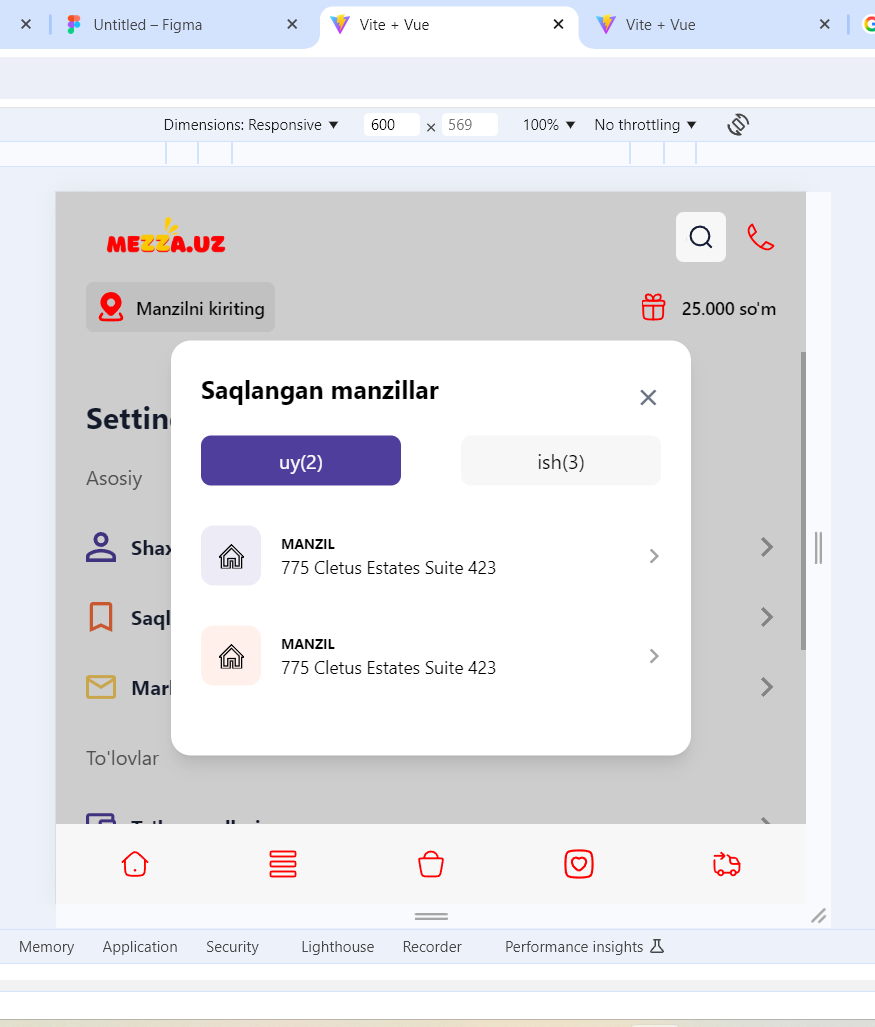 Untitled – Figma
Vite + Vue
Vite + Vue
Dimensions: Responsive
600 × 569
100%
No throttling
MEZZA.UZ
Manzilni kiriting
25.000 so'm
Saqlangan manzillar
Settin
uy(2)
ish(3)
Asosiy
Shax
MANZIL
775 Cletus Estates Suite 423
Saql
MANZIL
775 Cletus Estates Suite 423
Mar
To'lovlar
Memory
Application
Security
Lighthouse
Recorder
Performance insights